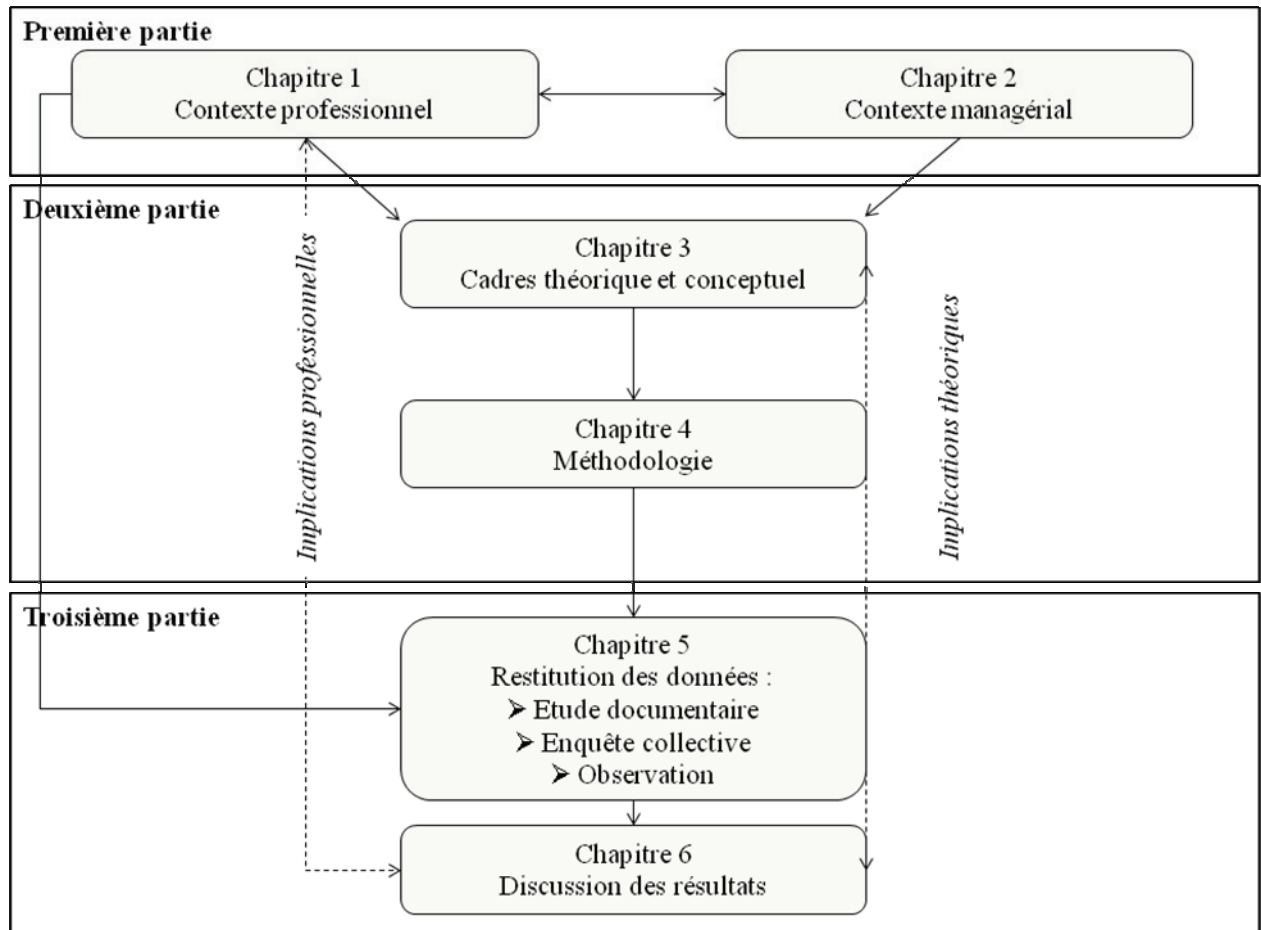 Première partie
Chapitre 1
Contexte professionnel
Chapitre 2
Contexte managérial
Deuxième partie
Chapitre 3
Cadres théorique et conceptuel
Implications professionnelles
Implications théoriques
Chapitre 4
Méthodologie
Troisième partie
Chapitre 5
Restitution des données :
➢ Etude documentaire
➢ Enquête collective
➢ Observation
Chapitre 6
Discussion des résultats